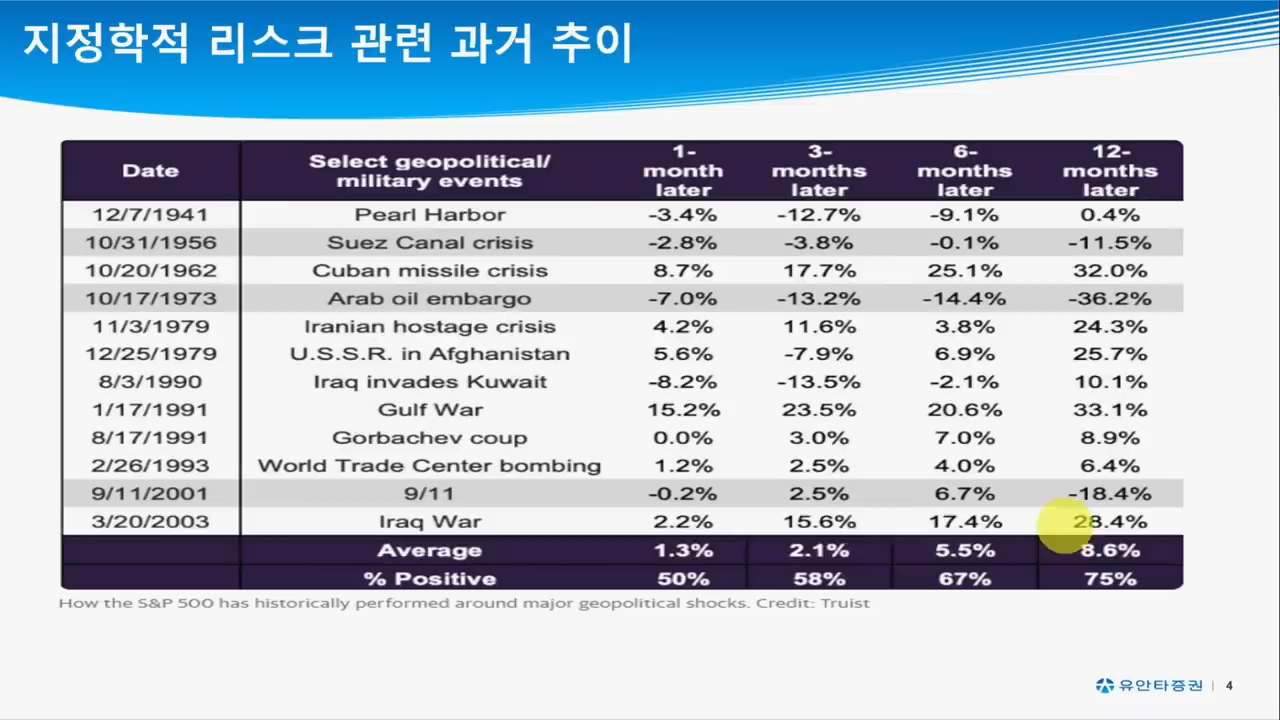 지정학적 리스크 관련 과거 추이
Date Select geopolitical/ military events 1-month later 3-months later 6-months later 12-months later
12/7/1941 Pearl Harbor -3.4% -12.7% -9.1% 0.4%
10/31/1956 Suez Canal crisis -2.8% -3.8% -0.1% -11.5%
10/20/1962 Cuban missile crisis 8.7% 17.7% 25.1% 32.0%
10/17/1973 Arab oil embargo -7.0% -13.2% -14.4% -36.2%
11/3/1979 Iranian hostage crisis 4.2% 11.6% 3.8% 24.3%
12/25/1979 U.S.S.R. in Afghanistan 5.6% -7.9% 6.9% 25.7%
8/3/1990 Iraq invades Kuwait -8.2% -13.5% -2.1% 10.1%
1/17/1991 Gulf War 15.2% 23.5% 20.6% 33.1%
8/17/1991 Gorbachev coup 0.0% 3.0% 7.0% 8.9%
2/26/1993 World Trade Center bombing 1.2% 2.5% 4.0% 6.4%
9/11/2001 9/11 -0.2% 2.5% 6.7% -18.4%
3/20/2003 Iraq War 2.2% 15.6% 17.4% 28.4%
Average 1.3% 2.1% 5.5% 8.6%
% Positive 50% 58% 67% 75%
How the S&P 500 has historically performed around major geopolitical shocks. Credit: Truist
유안타증권 | 4